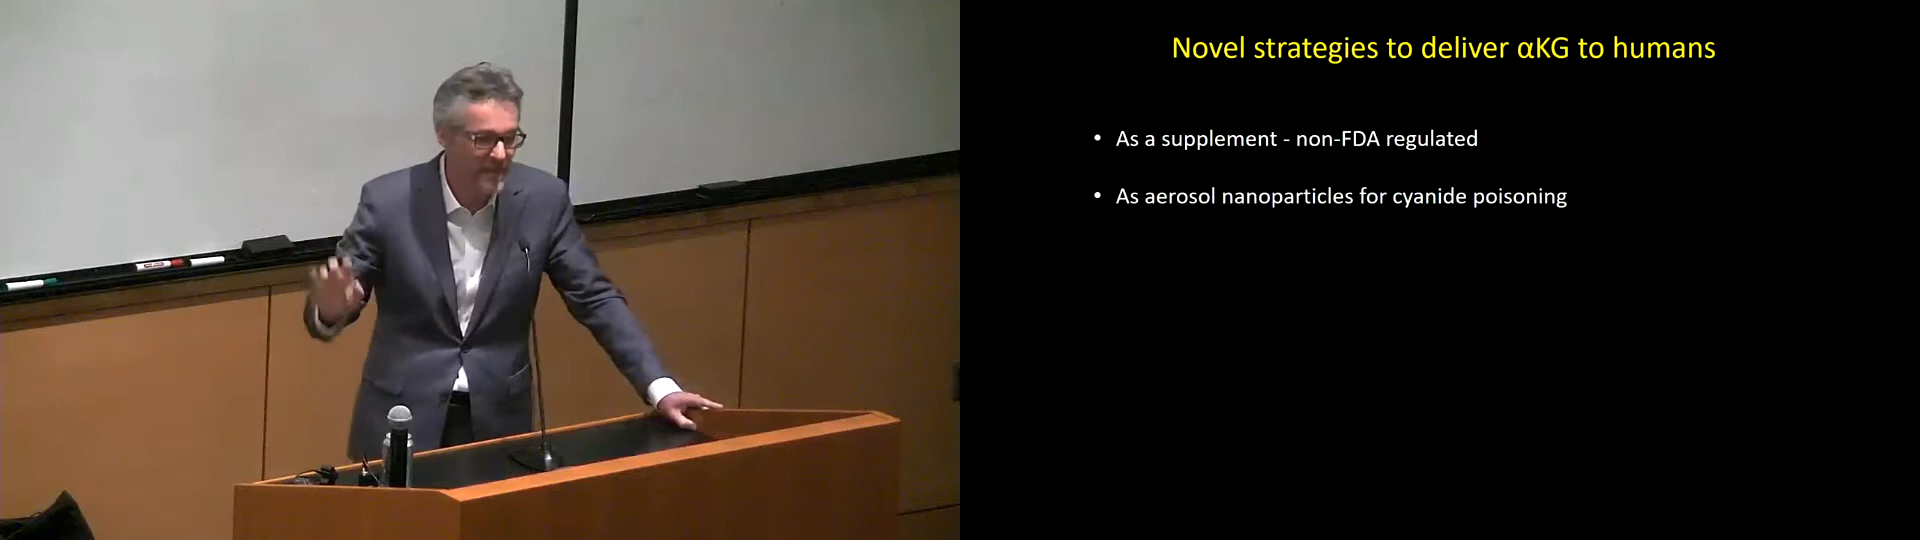 Novel strategies to deliver αKG to humans
• As a supplement - non-FDA regulated
• As aerosol nanoparticles for cyanide poisoning